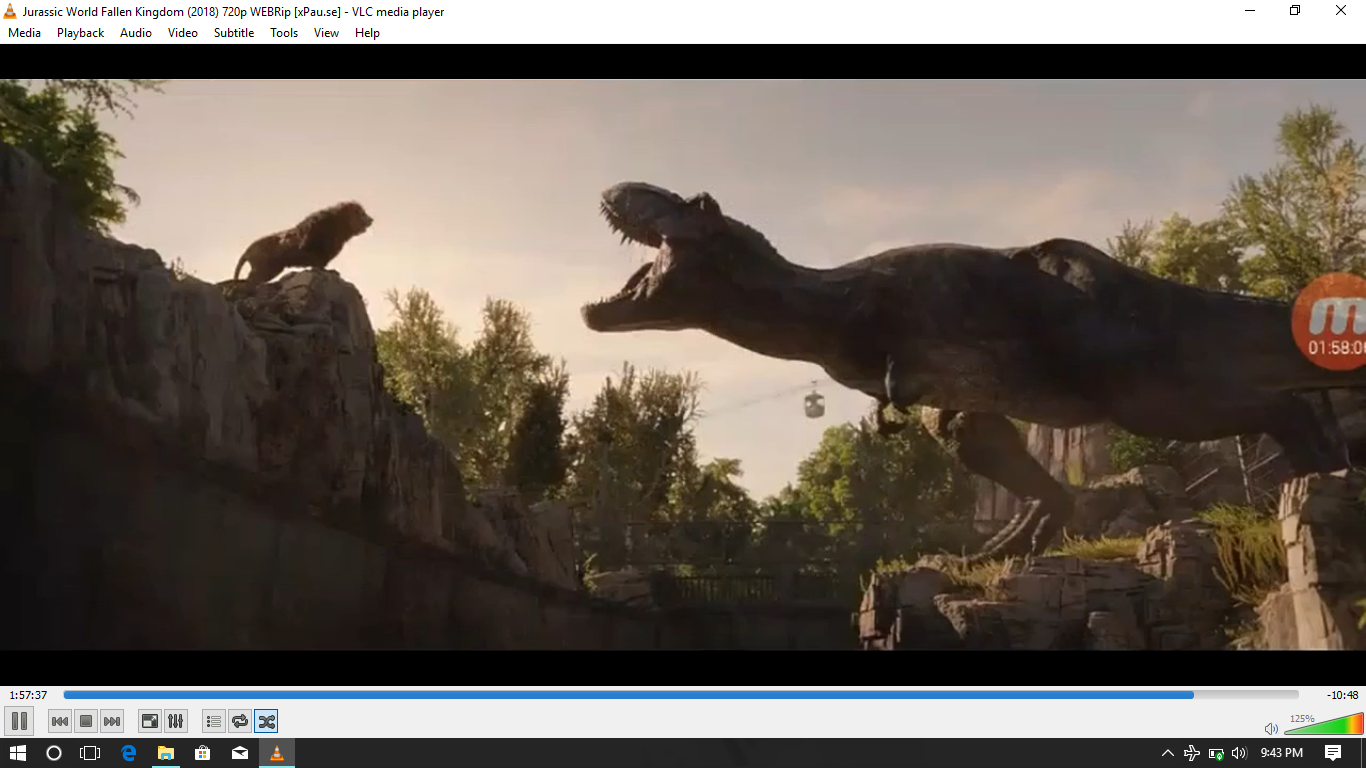 Jurassic World Fallen Kingdom (2018) 720p WEBRip [xPau.se] - VLC media player
Media Playback Audio Video Subtitle Tools View Help
m
01:58:06
1:57:37
-10:48
125%
9:43 PM